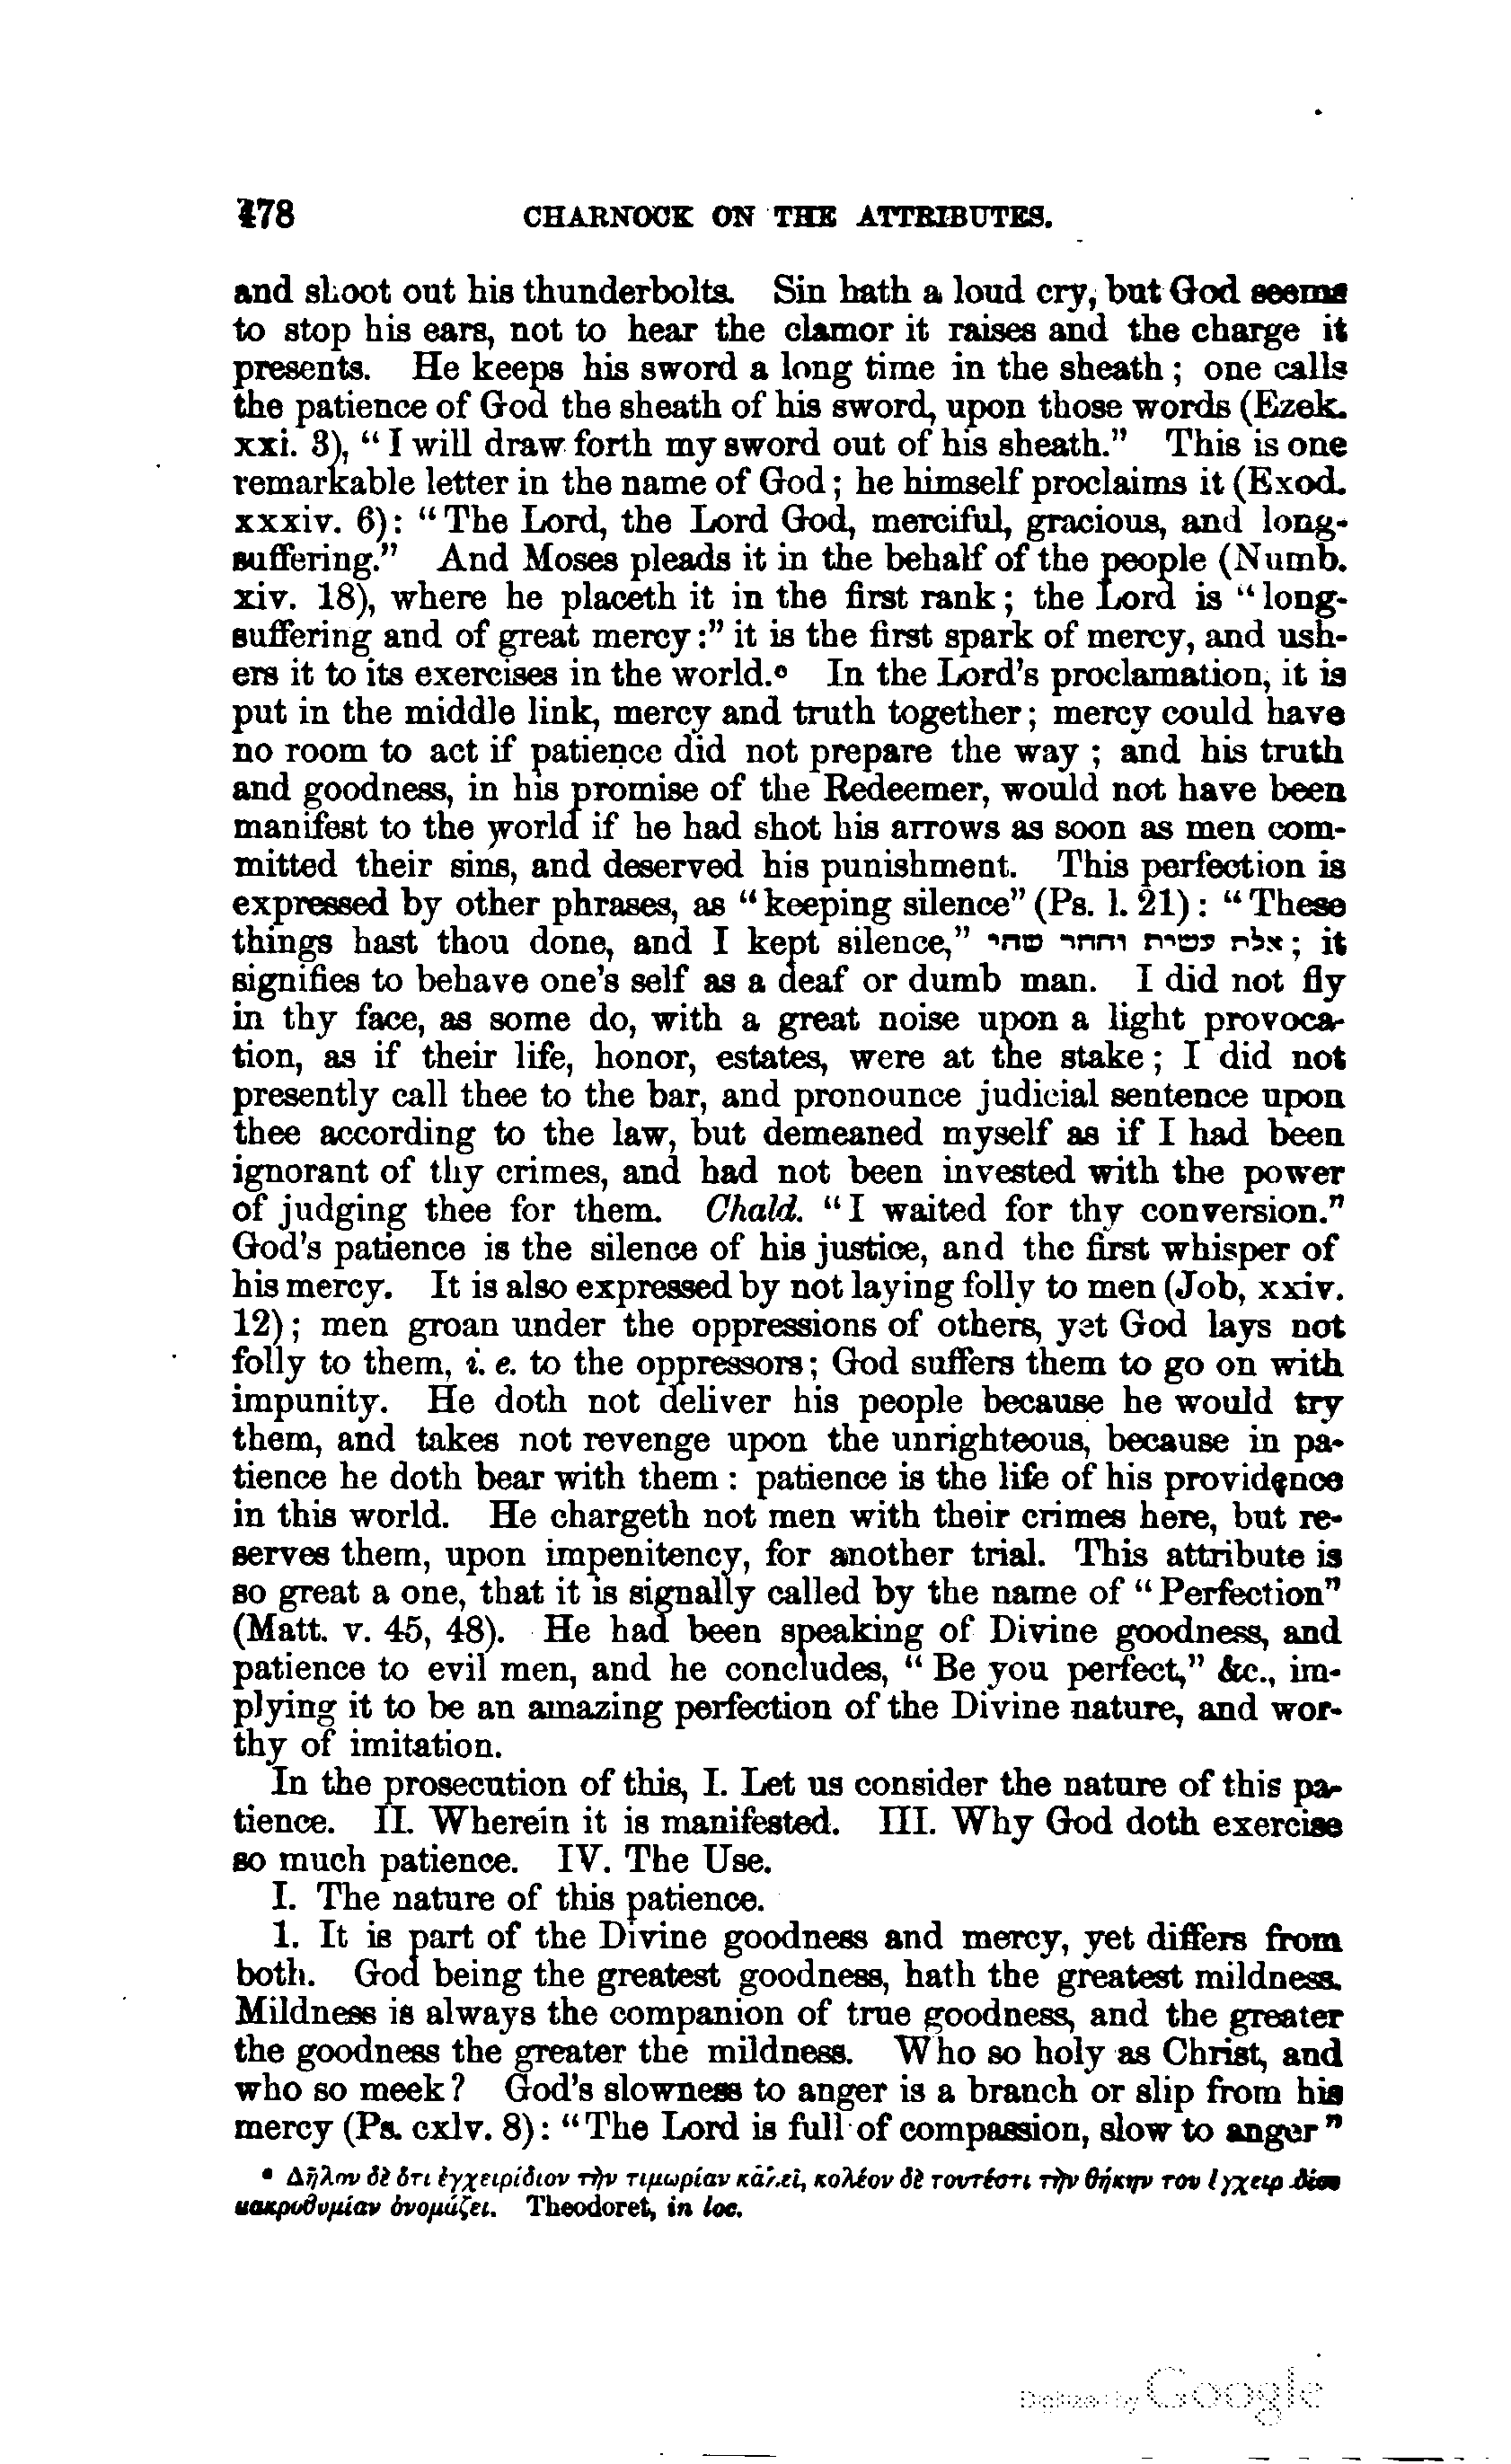 478 CHARNOCK ON THE ATTRIBUTES.
and shoot out his thunderbolts. Sin hath a loud cry, but God seems
to stop his ears, not to hear the clamor it raises and the charge it
presents. He keeps his sword a long time in the sheath; one calls
the patience of God the sheath of his sword, upon those words (Ezek.
xxi. 3), "I will draw forth my sword out of his sheath." This is one
remarkable letter in the name of God; he himself proclaims it (Exod.
xxxiv. 6): "The Lord, the Lord God, merciful, gracious, and long-
suffering." And Moses pleads it in the behalf of the people (Numb.
xiv. 18), where he placeth it in the first rank; the Lord is "long-
suffering and of great mercy:" it is the first spark of mercy, and ush-
ers it to its exercises in the world.º In the Lord's proclamation, it is
put in the middle link, mercy and truth together; mercy could have
no room to act if patience did not prepare the way; and his truth
and goodness, in his promise of the Redeemer, would not have been
manifest to the world if he had shot his arrows as soon as men com-
mitted their sins, and deserved his punishment. This perfection is
expressed by other phrases, as "keeping silence" (Ps. l. 21): "These
things hast thou done, and I kept silence," ; it
signifies to behave one's self as a deaf or dumb man. I did not fly
in thy face, as some do, with a great noise upon a light provoca-
tion, as if their life, honor, estates, were at the stake; I did not
presently call thee to the bar, and pronounce judicial sentence upon
thee according to the law, but demeaned myself as if I had been
ignorant of thy crimes, and had not been invested with the power
of judging thee for them. Chald. "I waited for thy conversion."
God's patience is the silence of his justice, and the first whisper of
his mercy. It is also expressed by not laying folly to men (Job, xxiv.
12); men groan under the oppressions of others, yet God lays not
folly to them, i. e. to the oppressors; God suffers them to go on with
impunity. He doth not deliver his people because he would try
them, and takes not revenge upon the unrighteous, because in pa-
tience he doth bear with them: patience is the life of his providence
in this world. He chargeth not men with their crimes here, but re-
serves them, upon impenitency, for another trial. This attribute is
so great a one, that it is signally called by the name of "Perfection"
(Matt. v. 45, 48). He had been speaking of Divine goodness, and
patience to evil men, and he concludes, "Be you perfect," &c., im-
plying it to be an amazing perfection of the Divine nature, and wor-
thy of imitation.
In the prosecution of this, I. Let us consider the nature of this pa-
tience. II. Wherein it is manifested. III. Why God doth exercise
so much patience. IV. The Use.
I. The nature of this patience.
1. It is part of the Divine goodness and mercy, yet differs from
both. God being the greatest goodness, hath the greatest mildness.
Mildness is always the companion of true goodness, and the greater
the goodness the greater the mildness. Who so holy as Christ, and
who so meek? God's slowness to anger is a branch or slip from his
mercy (Ps. cxlv. 8): "The Lord is full of compassion, slow to anger"
Δῆλον δὲ ὅτι ἐγχειρίδιον τὴν τιμωρίαν κάλεῖ, κολέον δὲ τουτέστι τὴν θήκην του ἐγχειρ δίου
μακροθυμίαν ὀνομάζει. Theodoret, in loc.
Digitized by Google